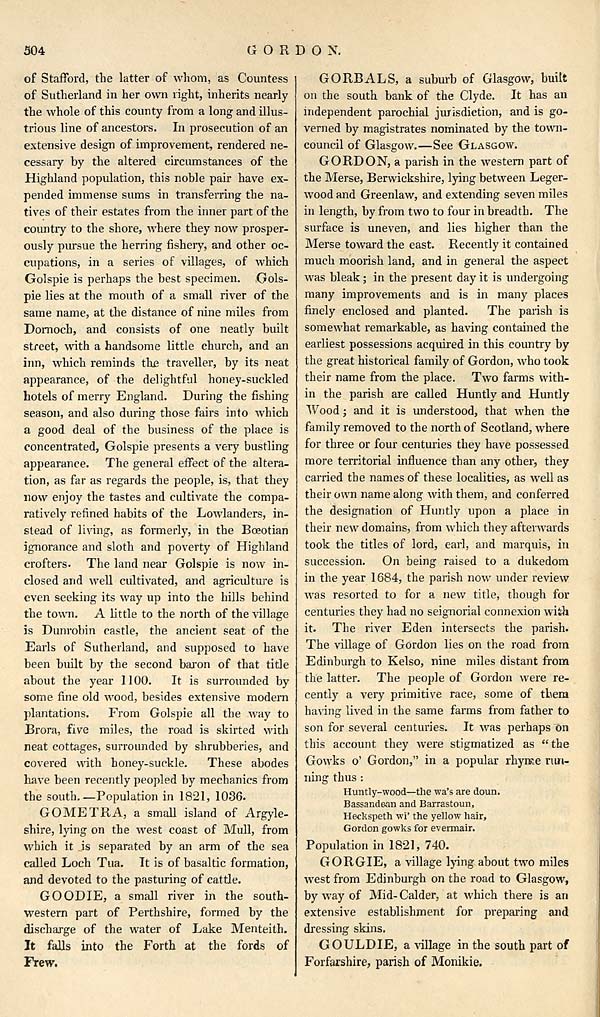 504
GORDON.
of Stafford, the latter of whom, as Countess
of Sutherland in her own right, inherits nearly
the whole of this county from a long and illus-
trious line of ancestors. In prosecution of an
extensive design of improvement, rendered ne-
cessary by the altered circumstances of the
Highland population, this noble pair have ex-
pended immense sums in transferring the na-
tives of their estates from the inner part of the
country to the shore, where they now prosper-
ously pursue the herring fishery, and other oc-
cupations, in a series of villages, of which
Golspie is perhaps the best specimen. Gols-
pie lies at the mouth of a small river of the
same name, at the distance of nine miles from
Dornoch, and consists of one neatly built
street, with a handsome little church, and an
inn, which reminds the traveller, by its neat
appearance, of the delightful honey-suckled
hotels of merry England. During the fishing
season, and also during those fairs into which
a good deal of the business of the place is
concentrated, Golspie presents a very bustling
appearance. The general effect of the altera-
tion, as far as regards the people, is, that they
now enjoy the tastes and cultivate the compa-
ratively refined habits of the Lowlanders, in-
stead of living, as formerly, in the Bœotian
ignorance and sloth and poverty of Highland
crofters. The land near Golspie is now in-
closed and well cultivated, and agriculture is
even seeking its way up into the hills behind
the town. A little to the north of the village
is Dunrobin castle, the ancient seat of the
Earls of Sutherland, and supposed to have
been built by the second baron of that title
about the year 1100. It is surrounded by
some fine old wood, besides extensive modern
plantations. From Golspie all the way to
Brora, five miles, the road is skirted with
neat cottages, surrounded by shrubberies, and
covered with honey-suckle. These abodes
have been recently peopled by mechanics from
the south.—Population in 1821, 1036.
GOMETRA, a small island of Argyle-
shire, lying on the west coast of Mull, from
which it is separated by an arm of the sea
called Loch Tua. It is of basaltic formation,
and devoted to the pasturing of cattle.
GOODIE, a small river in the south-
western part of Perthshire, formed by the
discharge of the water of Lake Menteith.
It falls into the Forth at the fords of
Frew.
GORBALS, a suburb of Glasgow, built
on the south bank of the Clyde. It has an
independent parochial jurisdiction, and is go-
verned by magistrates nominated by the town-
council of Glasgow.—See GLASGOW.
GORDON, a parish in the western part of
the Merse, Berwickshire, lying between Leger-
wood and Greenlaw, and extending seven miles
in length, by from two to four in breadth. The
surface is uneven, and lies higher than the
Merse toward the east. Recently it contained
much moorish land, and in general the aspect
was bleak; in the present day it is undergoing
many improvements and is in many places
finely enclosed and planted. The parish is
somewhat remarkable, as having contained the
earliest possessions acquired in this country by
the great historical family of Gordon, who took
their name from the place. Two farms with-
in the parish are called Huntly and Huntly
Wood; and it is understood, that when the
family removed to the north of Scotland, where
for three or four centuries they have possessed
more territorial influence than any other, they
carried the names of these localities, as well as
their own name along with them, and conferred
the designation of Huntly upon a place in
their new domains, from which they afterwards
took the titles of lord, earl, and marquis, in
succession. On being raised to a dukedom
in the year 1684, the parish now under review
was resorted to for a new title, though for
centuries they had no seignorial connexion with
it. The river Eden intersects the parish.
The village of Gordon lies on the road from
Edinburgh to Kelso, nine miles distant from
the latter. The people of Gordon were re-
cently a very primitive race, some of them
having lived in the same farms from father to
son for several centuries. It was perhaps on
this account they were stigmatized as "the
Gowks o' Gordon," in a popular rhyme run-
ning thus:
Huntly-wood—the wa's are doun.
Bassandean and Barrastoun,
Heckspeth wi' the yellow hair,
Gordon gowks for evermair.
Population in 1821, 740.
GORGIE, a village lying about two miles
west from Edinburgh on the road to Glasgow,
by way of Mid-Calder, at which there is an
extensive establishment for preparing and
dressing skins.
GOULDIE, a village in the south part of
Forfarshire, parish of Monikie.